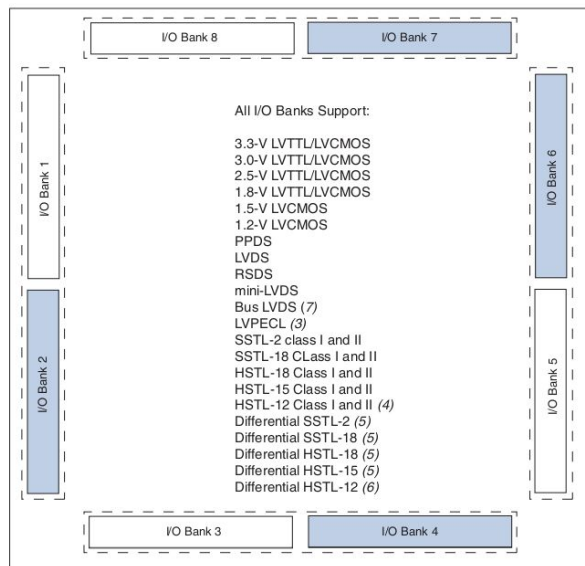 I/O Bank 8
I/O Bank 7
I/O Bank 1
I/O Bank 2
All I/O Banks Support:
3.3-V LVTTL/LVCMOS
3.0-V LVTTL/LVCMOS
2.5-V LVTTL/LVCMOS
1.8-V LVTTL/LVCMOS
1.5-V LVCMOS
1.2-V LVCMOS
PPDS
LVDS
RSDS
mini-LVDS
Bus LVDS (7)
LVPECL (3)
SSTL-2 class I and II
SSTL-18 CLass I and II
HSTL-18 Class I and II
HSTL-15 Class I and II
HSTL-12 Class I and II (4)
Differential SSTL-2 (5)
Differential SSTL-18 (5)
Differential HSTL-18 (5)
Differential HSTL-15 (5)
Differential HSTL-12 (6)
I/O Bank 6
I/O Bank 5
I/O Bank 3
I/O Bank 4